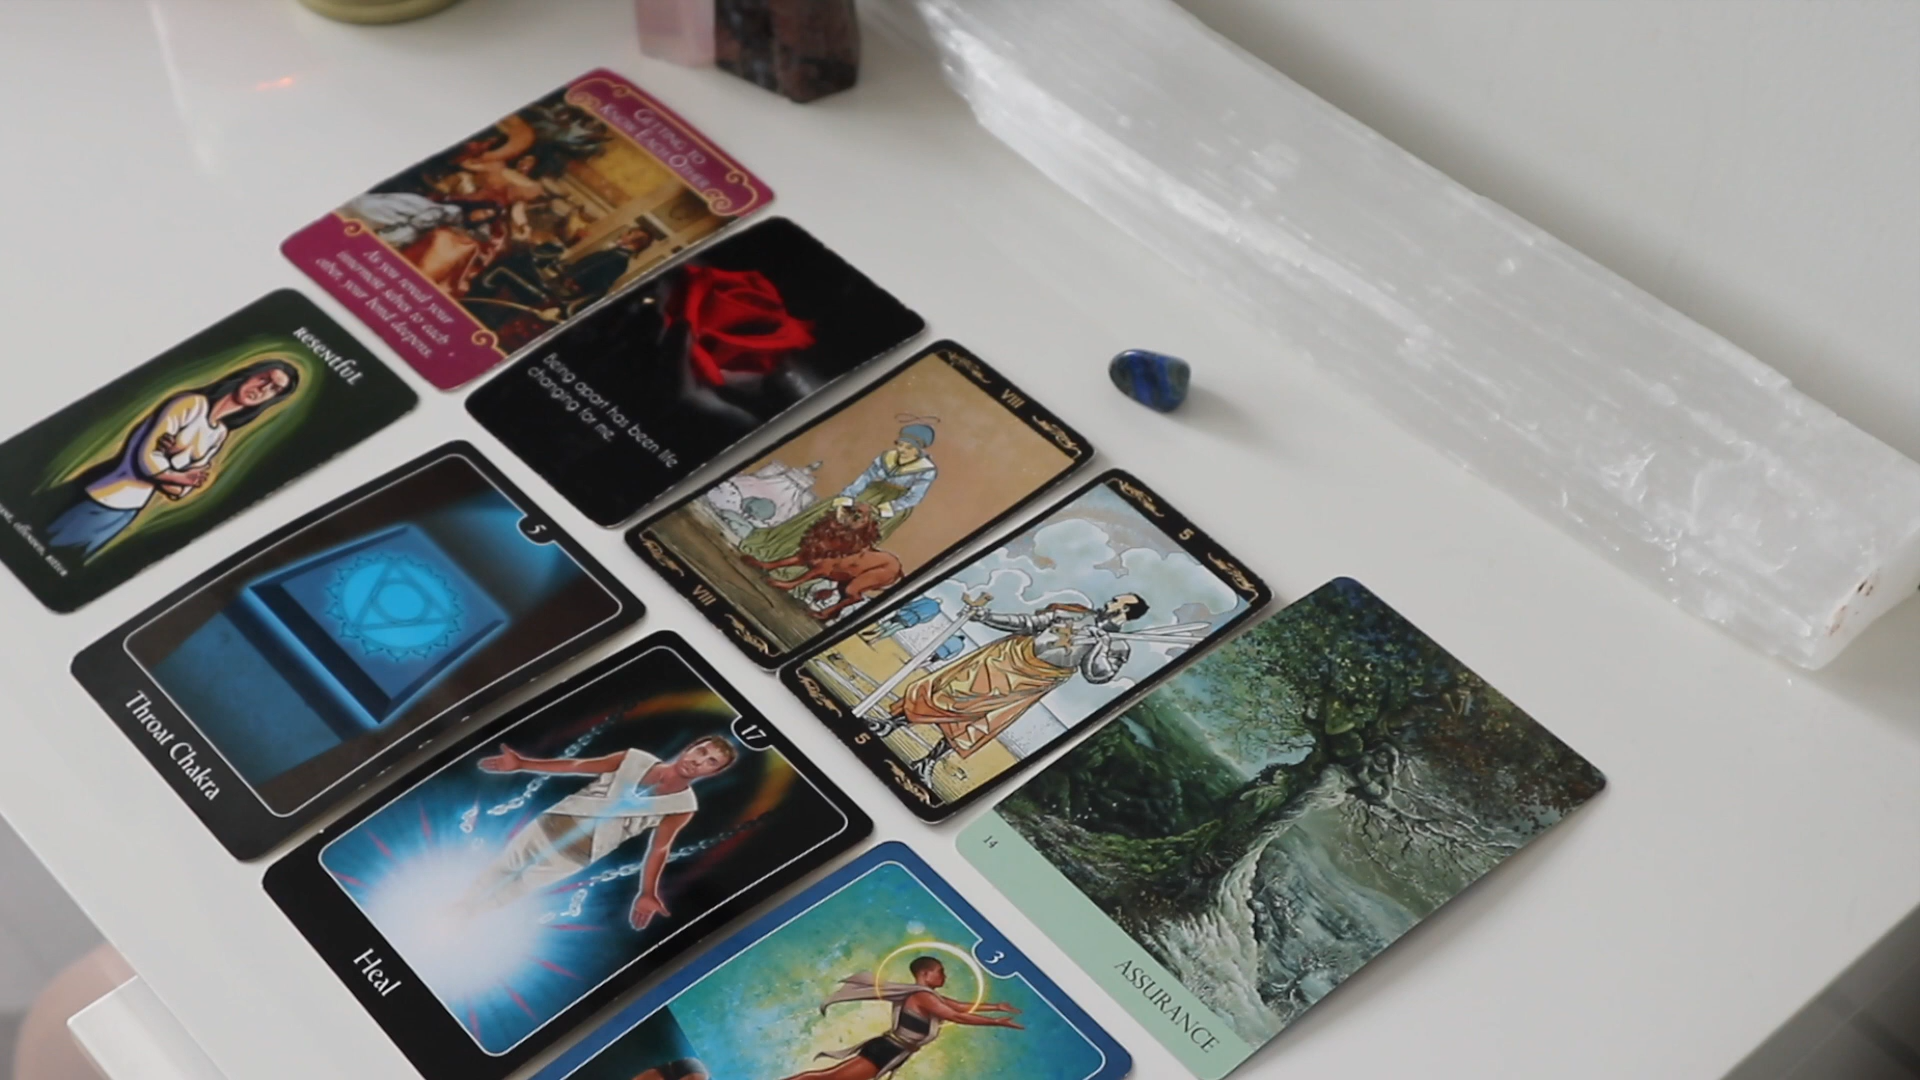 GETTING TO
KNOW EACH OTHER
As you reveal your
innermost selves to each
other, your bond deepens.
Being apart has been life
changing for me.
RESENTFUL
VIII
VIII
5
Throat Chakra
5
5
17
Heal
14
ASSURANCE
3